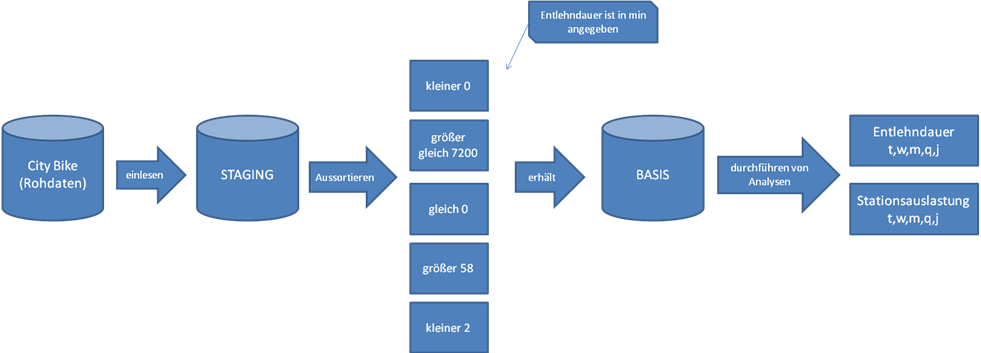 Entlehndauer ist in min
angegeben
City Bike
(Rohdaten)
einlesen
STAGING
Aussortieren
kleiner 0
größer
gleich 7200
gleich 0
größer 58
kleiner 2
erhält
BASIS
durchführen von
Analysen
Entlehndauer
t,w,m,q,j
Stationsauslastung
t,w,m,q,j